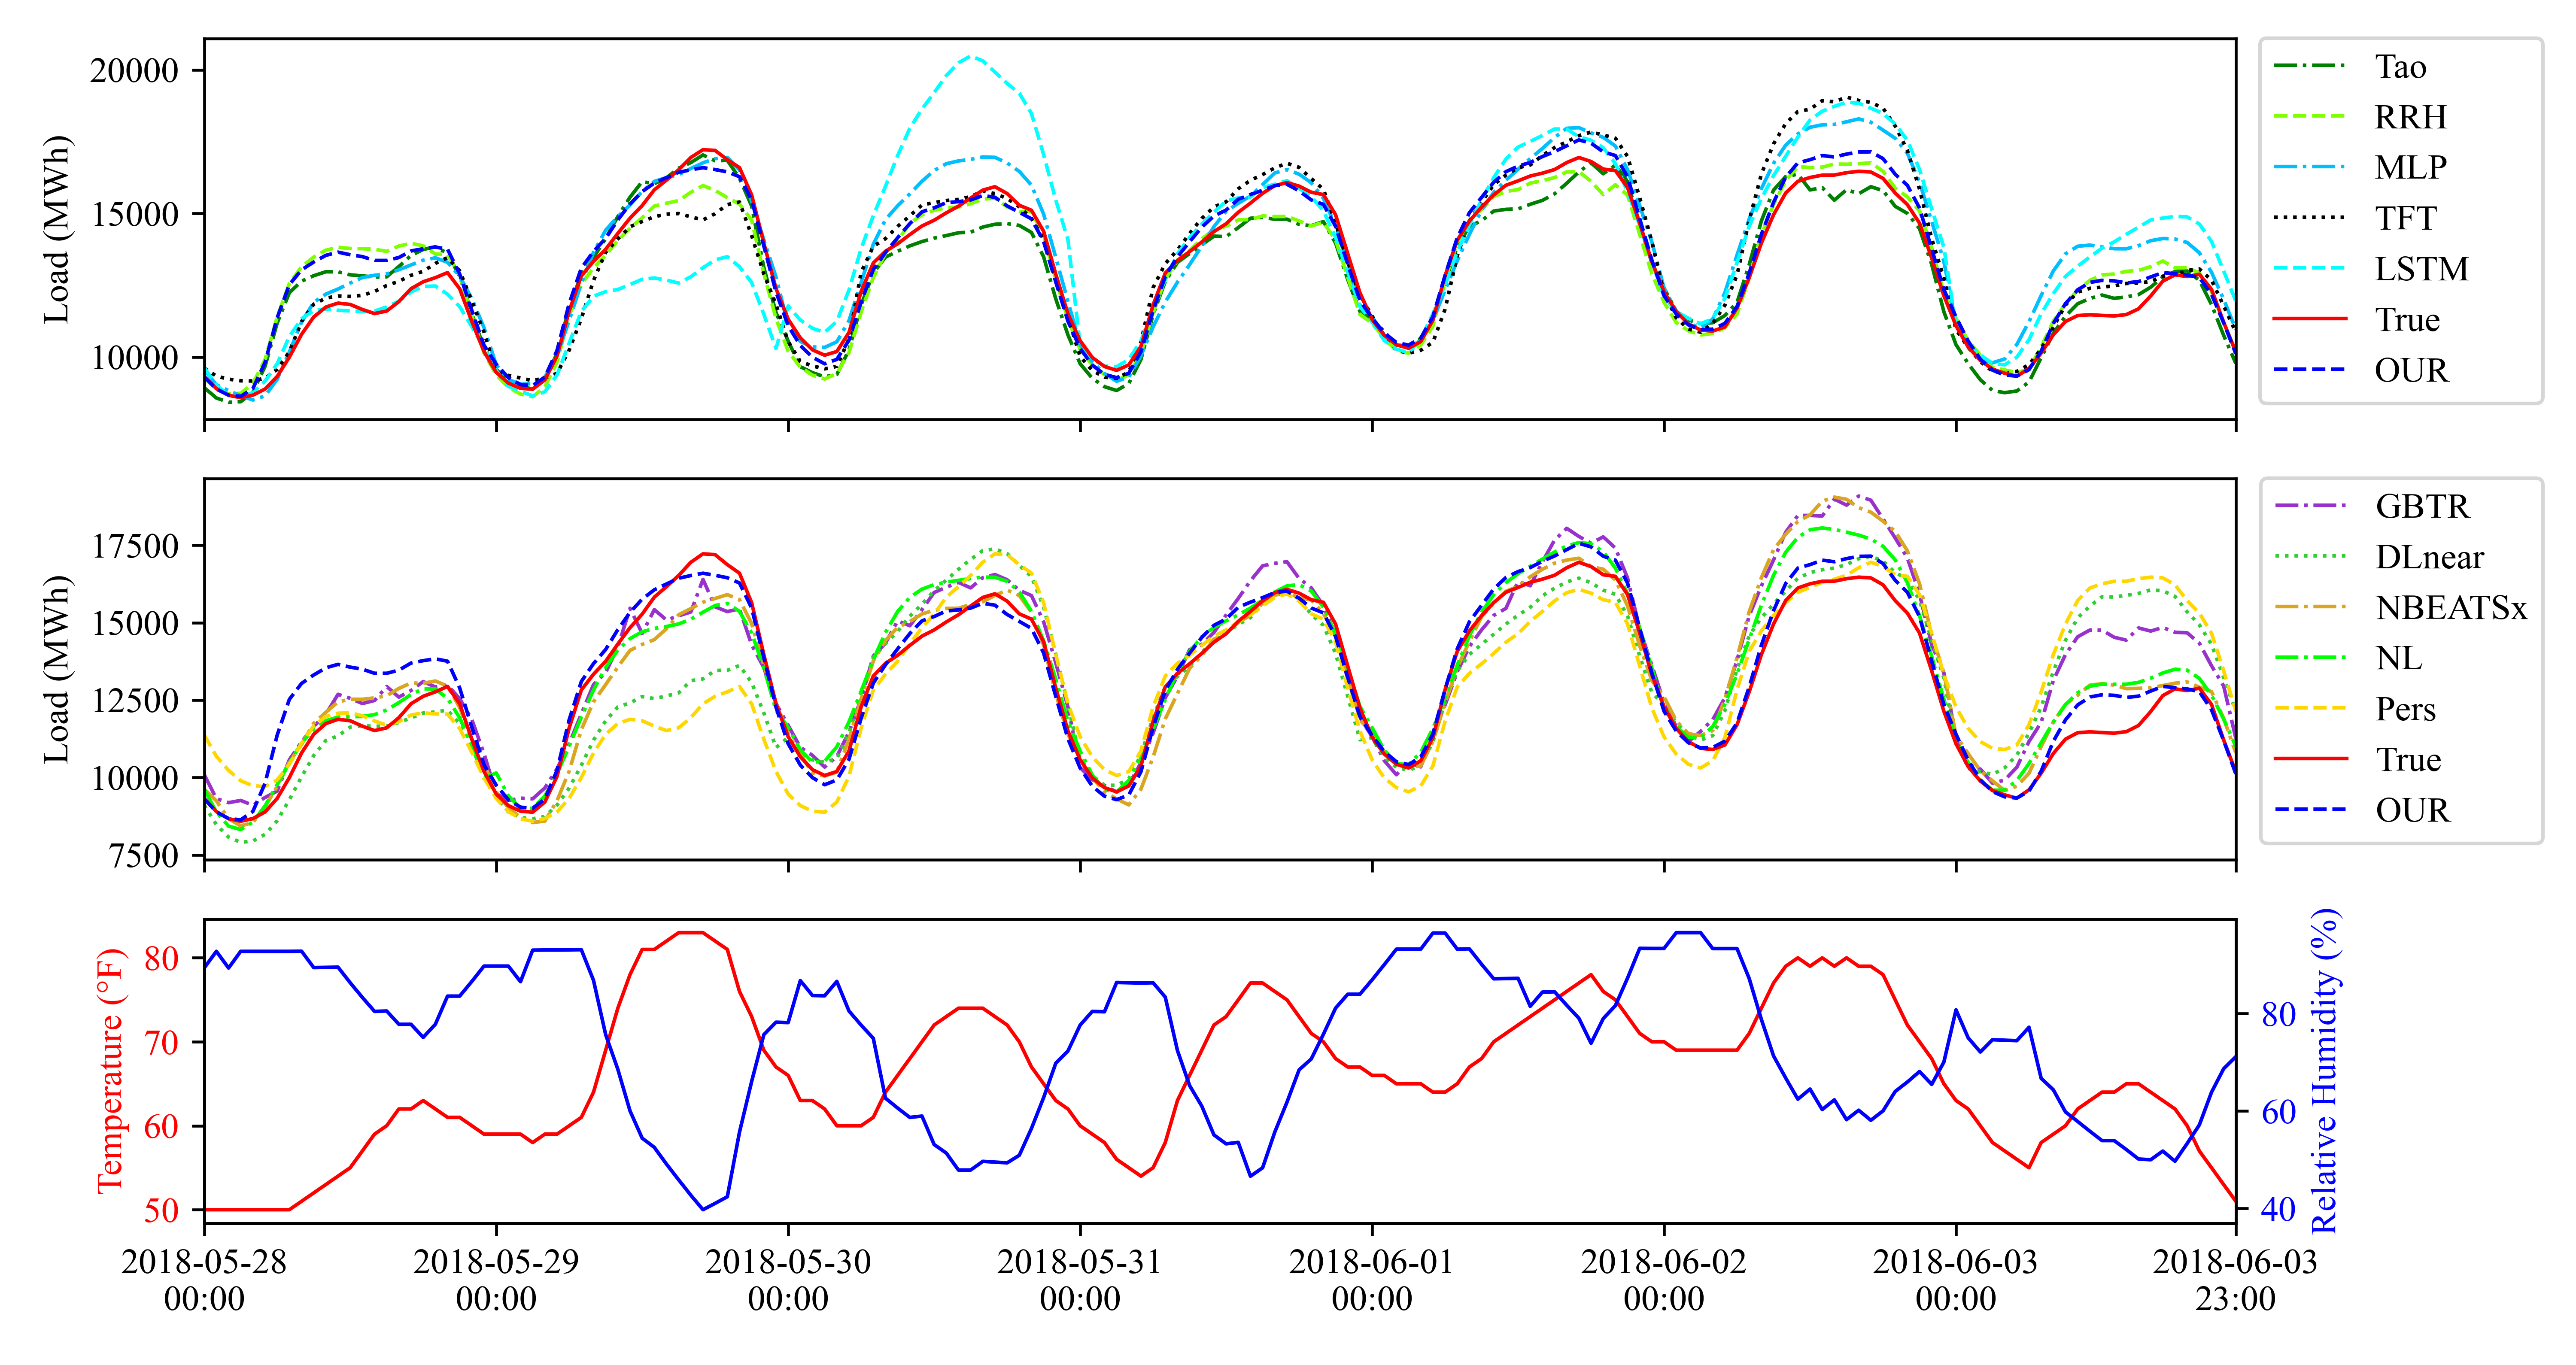 Load (MWh)
20000
15000
10000
Tao
RRH
MLP
TFT
LSTM
True
OUR
Load (MWh)
17500
15000
12500
10000
7500
GBTR
DLnear
NBEATSx
NL
Pers
True
OUR
Temperature (°F)
80
70
60
50
Relative Humidity (%)
80
60
40
2018-05-28 2018-05-29 2018-05-30 2018-05-31 2018-06-01 2018-06-02 2018-06-03 2018-06-03
00:00 00:00 00:00 00:00 00:00 00:00 00:00 23:00